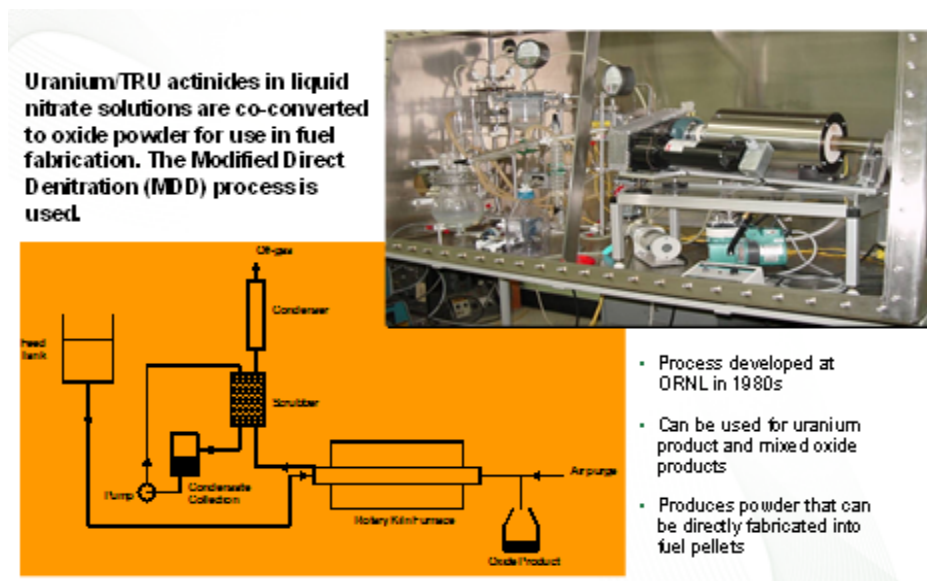 Uranium/TRU actinides in liquid
nitrate solutions are co-converted
to oxide powder for use in fuel
fabrication. The Modified Direct
Denitration (MDD) process is
used.
Off-gas
Condenser
Feed
Tank
Scrubber
Pump
Condensate
Collection
Air purge
Rotary Kiln Furnace
Oxide Product
• Process developed at
ORNL in 1980s
• Can be used for uranium
product and mixed oxide
products
• Produces powder that can
be directly fabricated into
fuel pellets